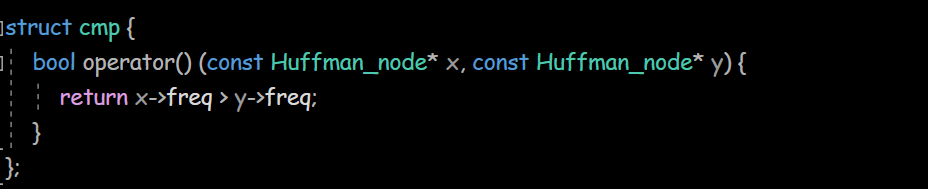 struct cmp {
bool operator() (const Huffman_node* x, const Huffman_node* y) {
return x->freq > y->freq;
}
};